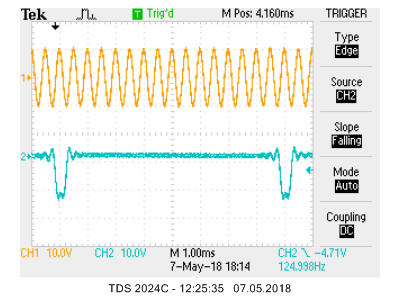 Tek T Trig'd M Pos: 4.160ms TRIGGER
Type
Edge
Source
CH2
Slope
Falling
Mode
Auto
Coupling
DC
1
2
CH1 10.0V CH2 10.0V M 1.00ms CH2 \ -4.71V
7-May-18 18:14 124.998Hz
TDS 2024C - 12:25:35 07.05.2018